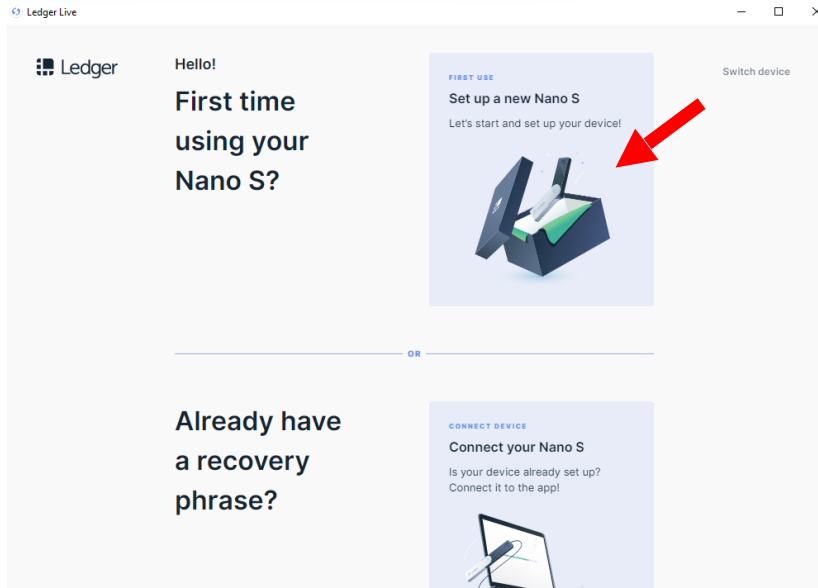 Ledger Live
Ledger
Hello!
First time
using your
Nano S?
FIRST USE
Set up a new Nano S
Let's start and set up your device!
Switch device
OR
Already have
a recovery
phrase?
CONNECT DEVICE
Connect your Nano S
Is your device already set up?
Connect it to the app!